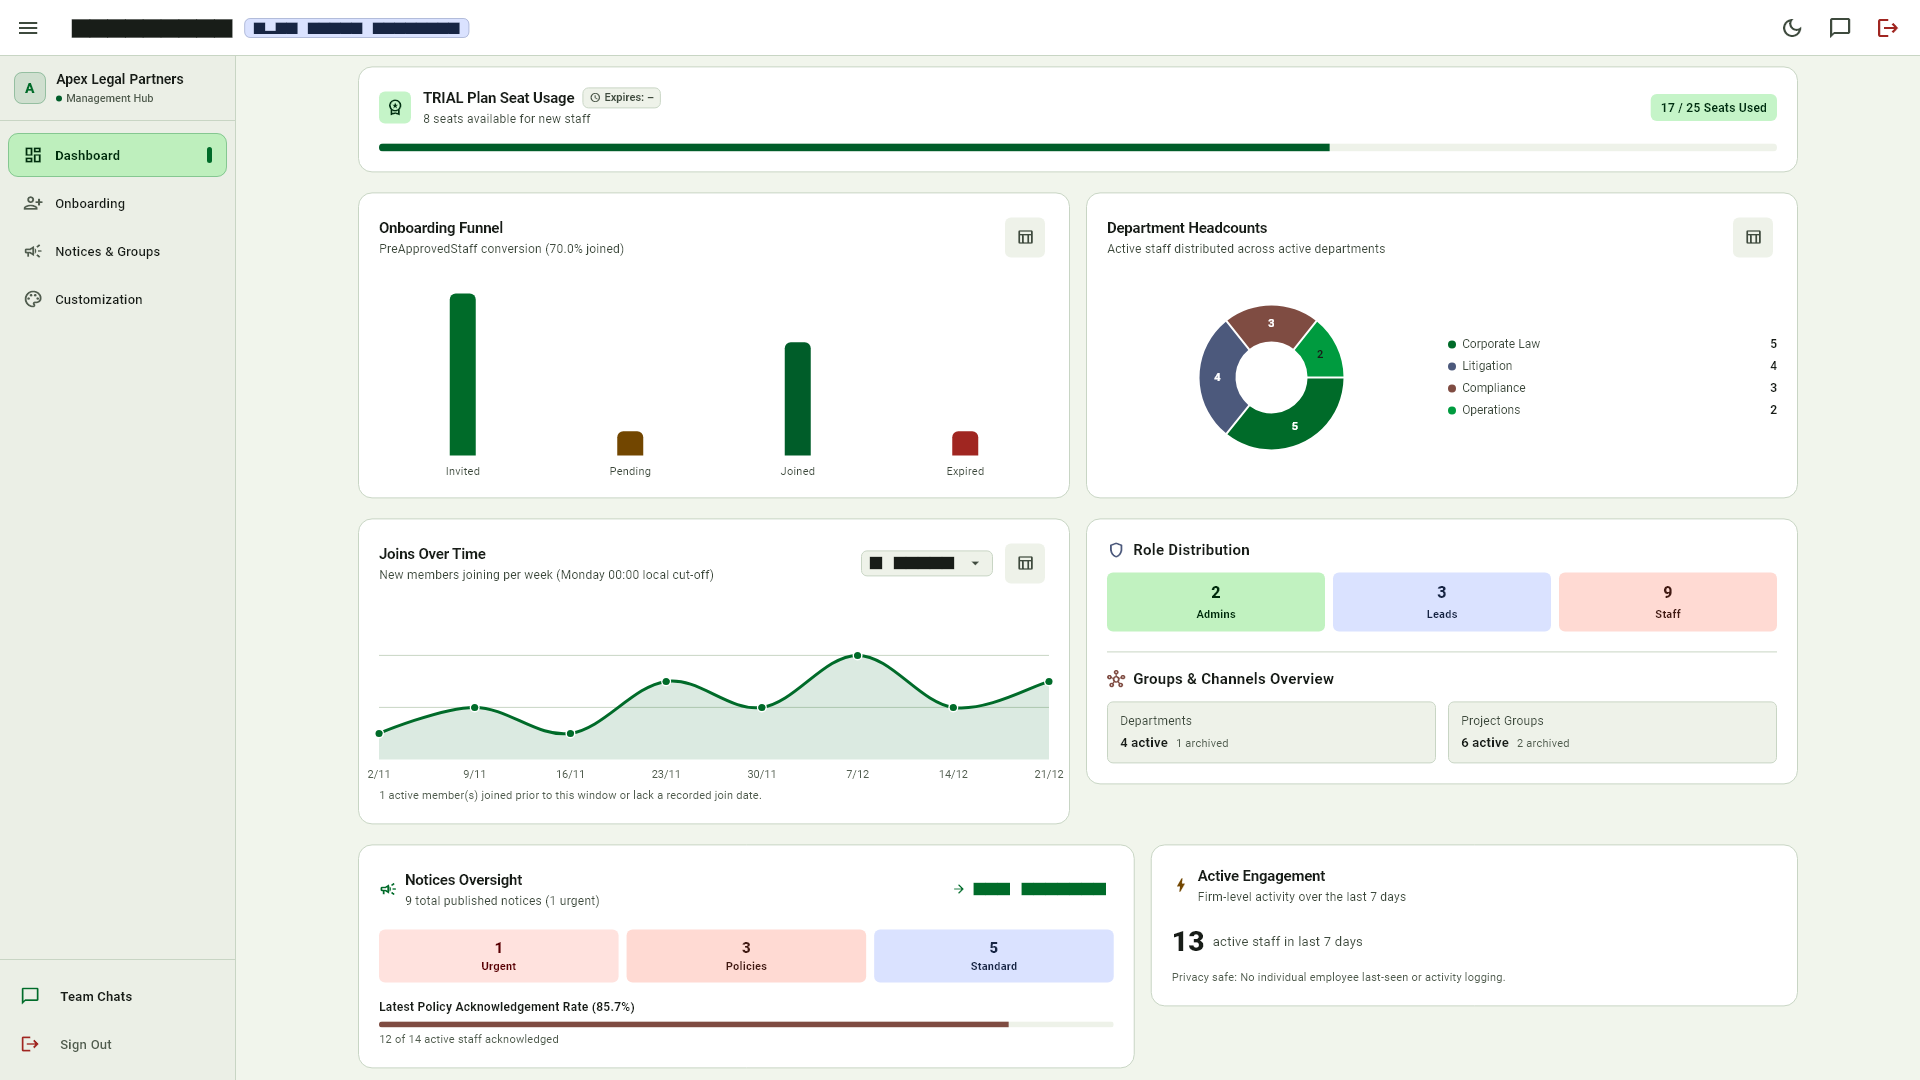 A
Apex Legal Partners
Management Hub
Dashboard
Onboarding
Notices & Groups
Customization
Team Chats
Sign Out
TRIAL Plan Seat Usage
Expires: –
8 seats available for new staff
17 / 25 Seats Used
Onboarding Funnel
PreApprovedStaff conversion (70.0% joined)
Invited
Pending
Joined
Expired
Department Headcounts
Active staff distributed across active departments
3
2
4
5
Corporate Law 5
Litigation 4
Compliance 3
Operations 2
Joins Over Time
New members joining per week (Monday 00:00 local cut-off)
2/11
9/11
16/11
23/11
30/11
7/12
14/12
21/12
1 active member(s) joined prior to this window or lack a recorded join date.
Role Distribution
2
Admins
3
Leads
9
Staff
Groups & Channels Overview
Departments
4 active 1 archived
Project Groups
6 active 2 archived
Notices Oversight
9 total published notices (1 urgent)
1
Urgent
3
Policies
5
Standard
Latest Policy Acknowledgement Rate (85.7%)
12 of 14 active staff acknowledged
Active Engagement
Firm-level activity over the last 7 days
13 active staff in last 7 days
Privacy safe: No individual employee last-seen or activity logging.